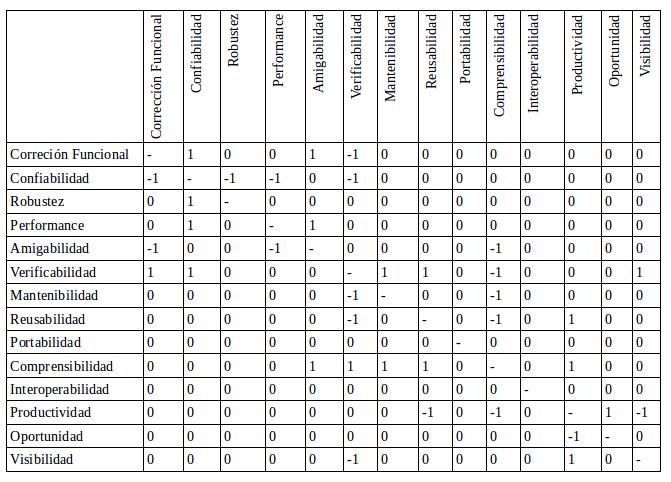 Corrección Funcional Confiabilidad Robustez Performance Amigabilidad Verificabilidad Mantenibilidad Reusabilidad Portabilidad Comprensibilidad Interoperabilidad Productividad Oportunidad Visibilidad
Correción Funcional - 1 0 0 1 -1 0 0 0 0 0 0 0 0
Confiabilidad -1 - -1 -1 0 -1 0 0 0 0 0 0 0 0
Robustez 0 1 - 0 0 0 0 0 0 0 0 0 0 0
Performance 0 1 0 - 1 0 0 0 0 0 0 0 0 0
Amigabilidad -1 0 0 -1 - 0 0 0 0 -1 0 0 0 0
Verificabilidad 1 1 0 0 0 - 1 1 0 -1 0 0 0 1
Mantenibilidad 0 0 0 0 0 -1 - 0 0 -1 0 0 0 0
Reusabilidad 0 0 0 0 0 -1 0 - 0 -1 0 1 0 0
Portabilidad 0 0 0 0 0 0 0 0 - 0 0 0 0 0
Comprensibilidad 0 0 0 0 1 1 1 1 0 - 0 1 0 0
Interoperabilidad 0 0 0 0 0 0 0 0 0 0 - 0 0 0
Productividad 0 0 0 0 0 0 0 -1 0 -1 0 - 1 -1
Oportunidad 0 0 0 0 0 0 0 0 0 0 0 -1 - 0
Visibilidad 0 0 0 0 0 -1 0 0 0 0 0 1 0 -